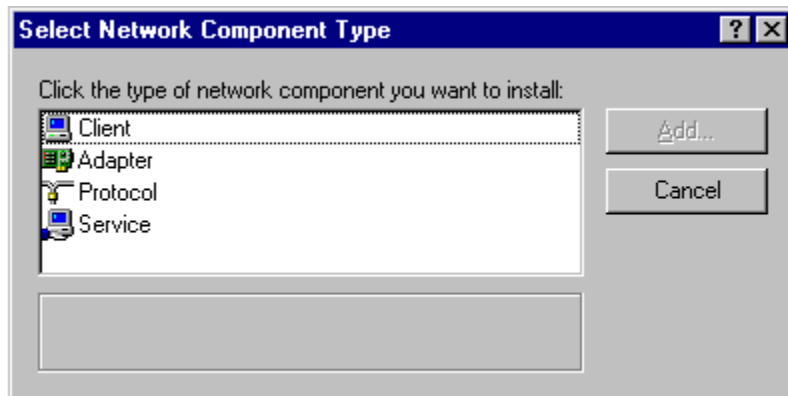 Select Network Component Type
Click the type of network component you want to install:
Client
Adapter
Protocol
Service
Add...
Cancel